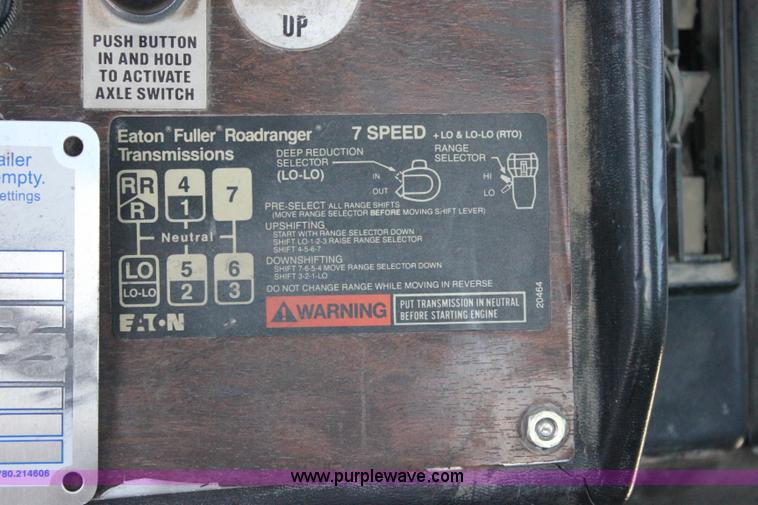 UP
PUSH BUTTON
IN AND HOLD
TO ACTIVATE
AXLE SWITCH
ailer
empty.
ettings
780.214606
Eaton® Fuller® Roadranger®
Transmissions
7 SPEED + LO & LO-LO (RTO)
DEEP REDUCTION
SELECTOR
(LO-LO)
IN
OUT
RANGE
SELECTOR
HI
LO
R R 4 7
R 1
Neutral
LO 5 6
LO-LO 2 3
PRE-SELECT ALL RANGE SHIFTS
(MOVE RANGE SELECTOR BEFORE MOVING SHIFT LEVER)
UPSHIFTING
START WITH RANGE SELECTOR DOWN
SHIFT LO-1-2-3 RAISE RANGE SELECTOR
SHIFT 4-5-6-7
DOWNSHIFTING
SHIFT 7-6-5-4 MOVE RANGE SELECTOR DOWN
SHIFT 3-2-1-LO
DO NOT CHANGE RANGE WHILE MOVING IN REVERSE
EATON
WARNING
PUT TRANSMISSION IN NEUTRAL
BEFORE STARTING ENGINE
20464
www.purplewave.com